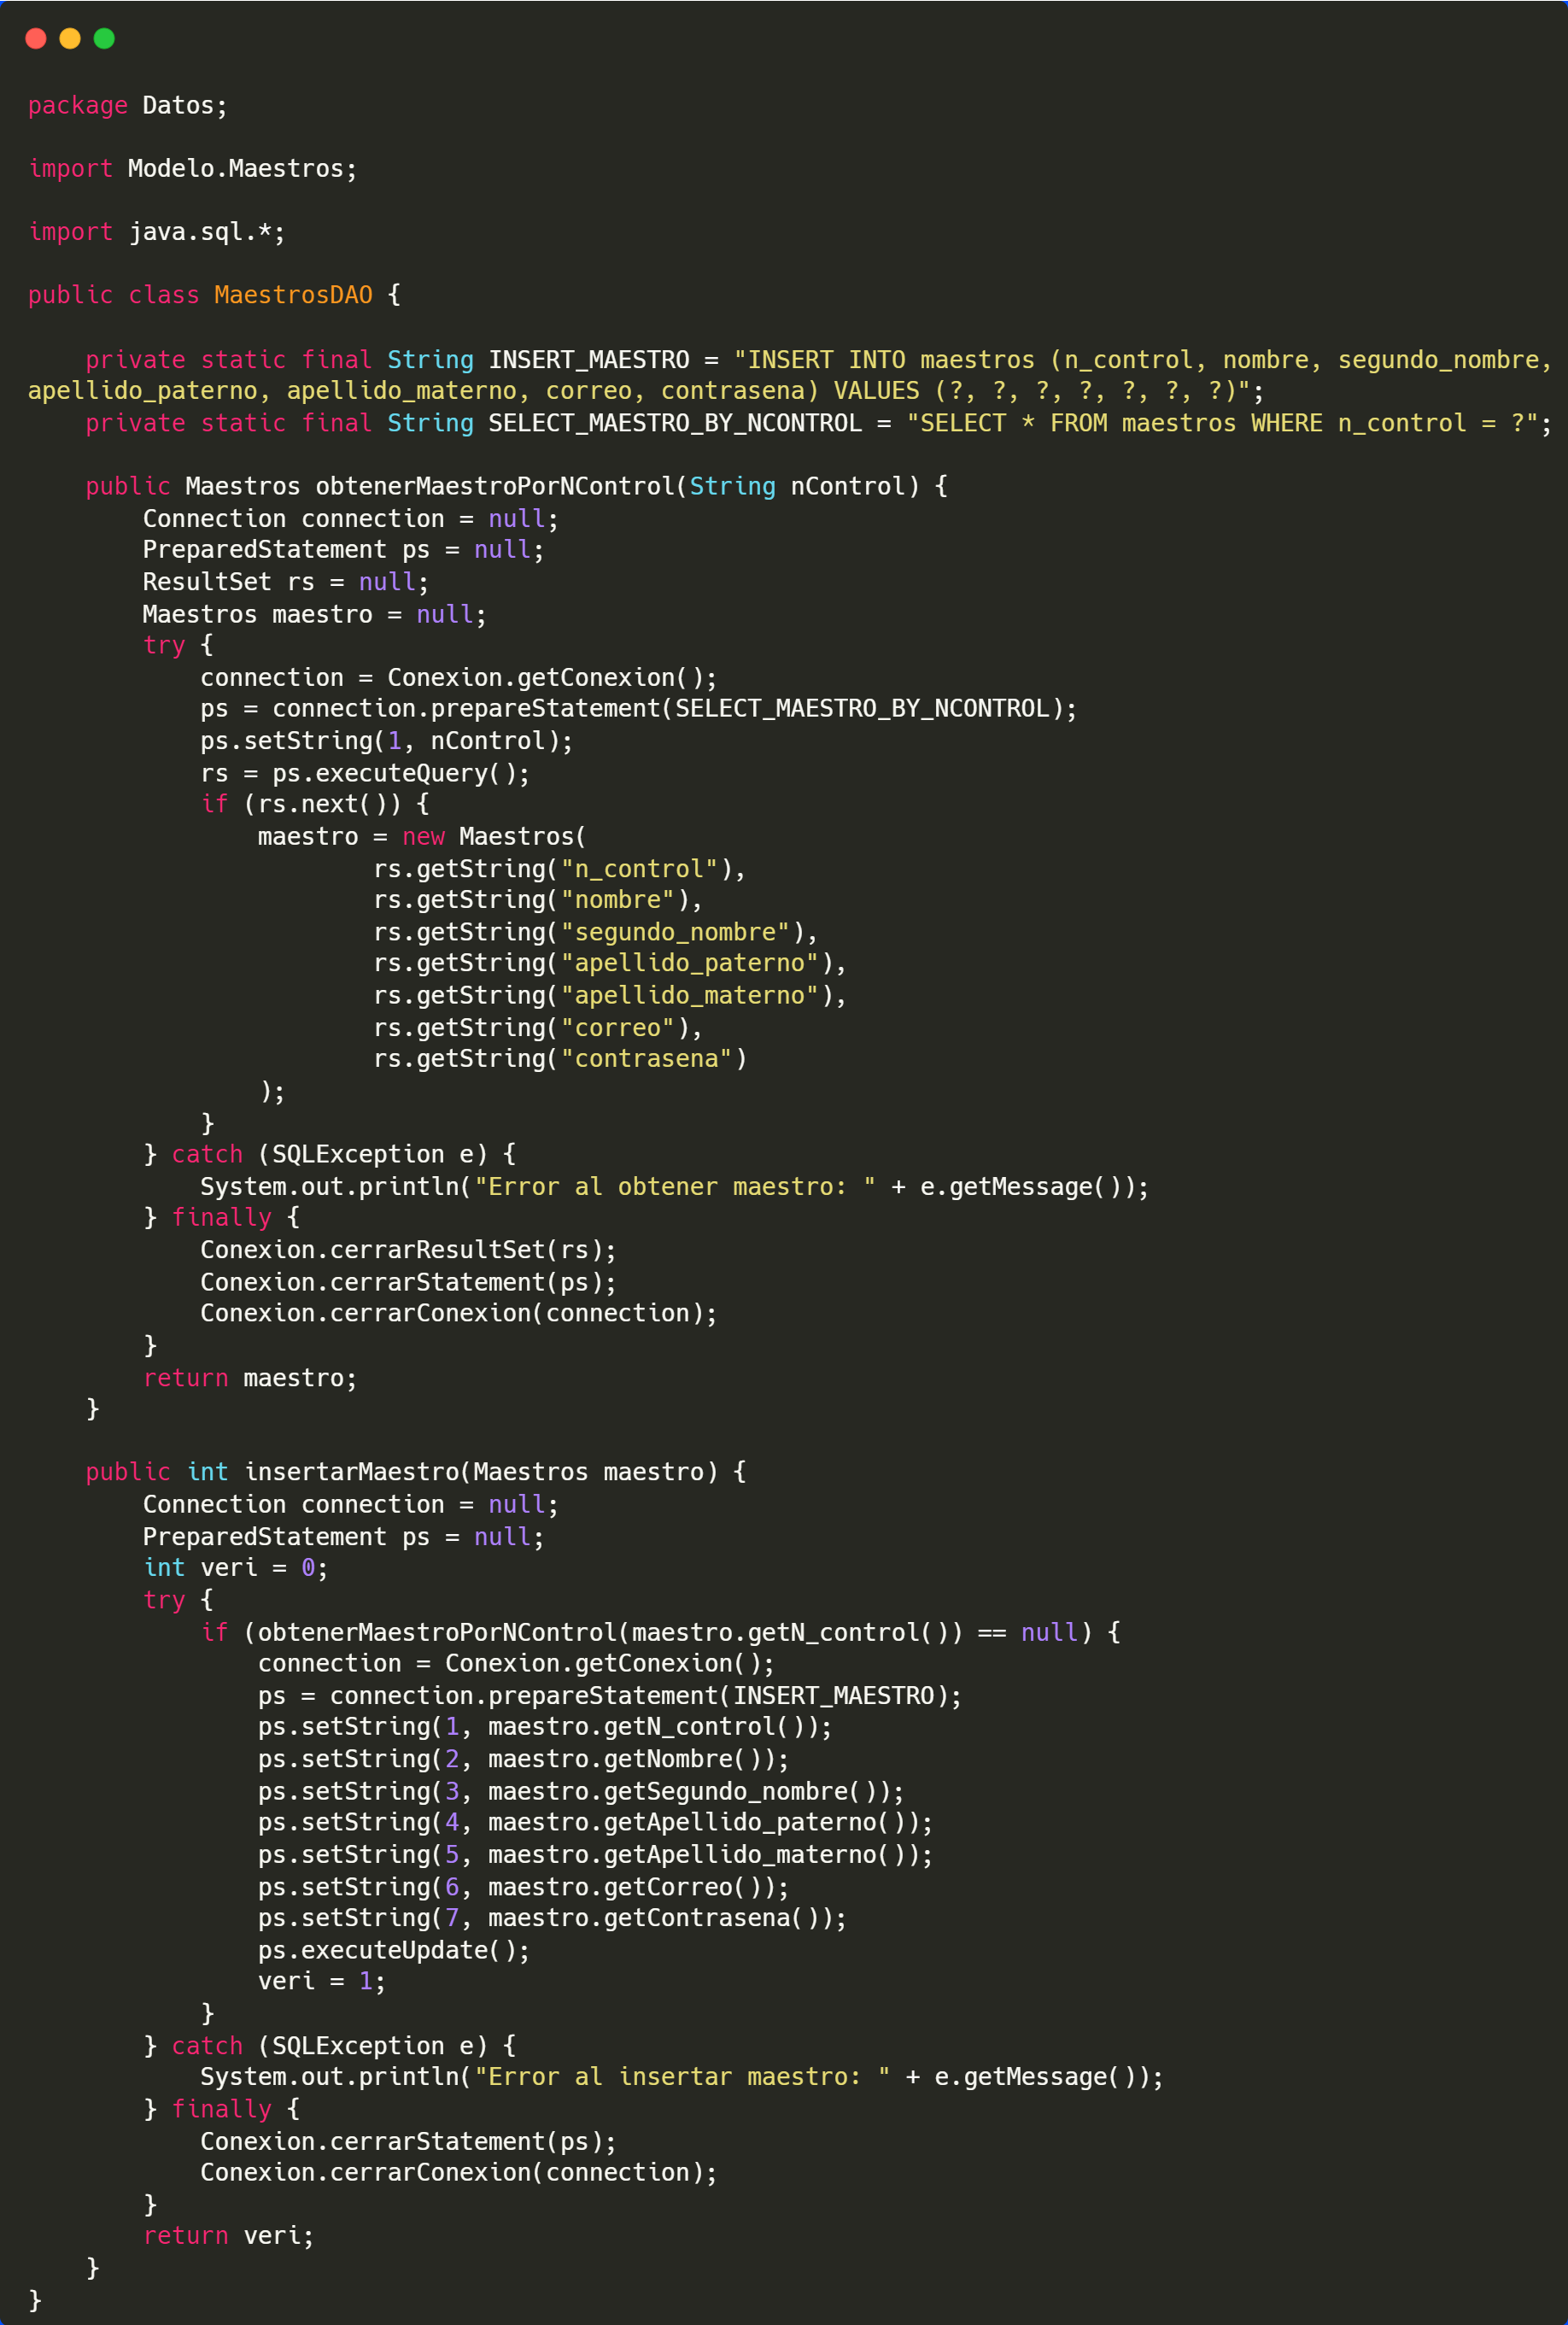 package Datos;

import Modelo.Maestros;

import java.sql.*;

public class MaestrosDAO {

    private static final String INSERT_MAESTRO = "INSERT INTO maestros (n_control, nombre, segundo_nombre,
apellido_paterno, apellido_materno, correo, contrasena) VALUES (?, ?, ?, ?, ?, ?, ?)";
    private static final String SELECT_MAESTRO_BY_NCONTROL = "SELECT * FROM maestros WHERE n_control = ?";

    public Maestros obtenerMaestroPorNControl(String nControl) {
        Connection connection = null;
        PreparedStatement ps = null;
        ResultSet rs = null;
        Maestros maestro = null;
        try {
            connection = Conexion.getConexion();
            ps = connection.prepareStatement(SELECT_MAESTRO_BY_NCONTROL);
            ps.setString(1, nControl);
            rs = ps.executeQuery();
            if (rs.next()) {
                maestro = new Maestros(
                        rs.getString("n_control"),
                        rs.getString("nombre"),
                        rs.getString("segundo_nombre"),
                        rs.getString("apellido_paterno"),
                        rs.getString("apellido_materno"),
                        rs.getString("correo"),
                        rs.getString("contrasena")
                );
            }
        } catch (SQLException e) {
            System.out.println("Error al obtener maestro: " + e.getMessage());
        } finally {
            Conexion.cerrarResultSet(rs);
            Conexion.cerrarStatement(ps);
            Conexion.cerrarConexion(connection);
        }
        return maestro;
    }

    public int insertarMaestro(Maestros maestro) {
        Connection connection = null;
        PreparedStatement ps = null;
        int veri = 0;
        try {
            if (obtenerMaestroPorNControl(maestro.getN_control()) == null) {
                connection = Conexion.getConexion();
                ps = connection.prepareStatement(INSERT_MAESTRO);
                ps.setString(1, maestro.getN_control());
                ps.setString(2, maestro.getNombre());
                ps.setString(3, maestro.getSegundo_nombre());
                ps.setString(4, maestro.getApellido_paterno());
                ps.setString(5, maestro.getApellido_materno());
                ps.setString(6, maestro.getCorreo());
                ps.setString(7, maestro.getContrasena());
                ps.executeUpdate();
                veri = 1;
            }
        } catch (SQLException e) {
            System.out.println("Error al insertar maestro: " + e.getMessage());
        } finally {
            Conexion.cerrarStatement(ps);
            Conexion.cerrarConexion(connection);
        }
        return veri;
    }
}